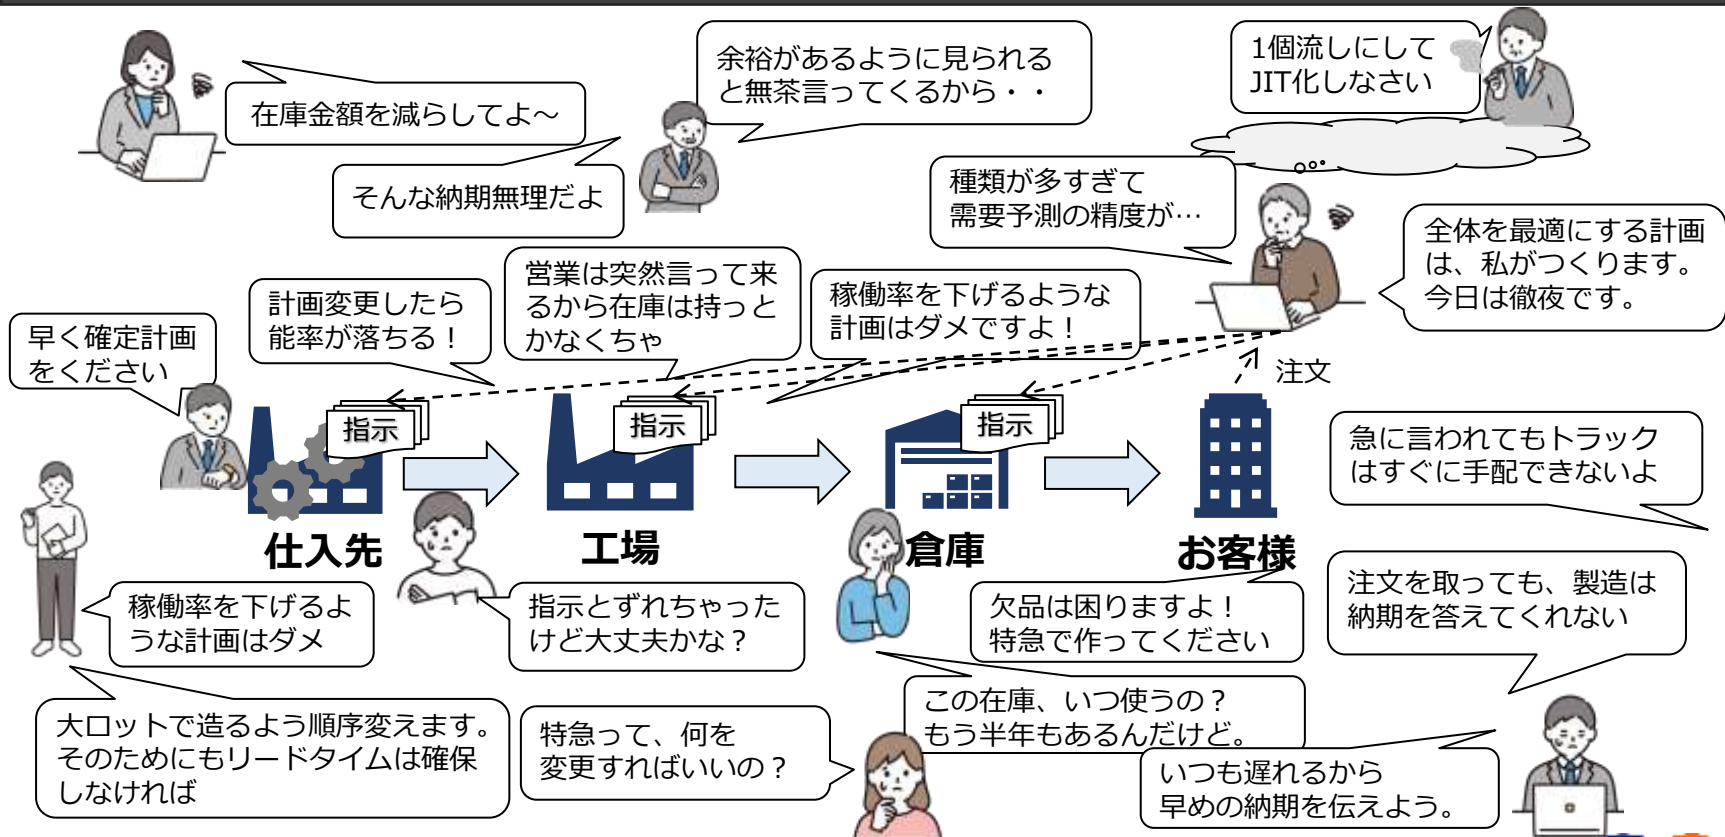 在庫金額を減らしてよ～
余裕があるように見られる
と無茶言ってくるから・・
1個流しにして
JIT化しなさい
そんな納期無理だよ
種類が多すぎて
需要予測の精度が…
全体を最適にする計画
は、私がつくります。
今日は徹夜です。
早く確定計画
をください
計画変更したら
能率が落ちる！
営業は突然言って来
るから在庫は持っと
かなくちゃ
稼働率を下げるような
計画はダメですよ！
注文
指示
指示
指示
急に言われてもトラック
はすぐに手配できないよ
仕入先
工場
倉庫
お客様
稼働率を下げるよ
うな計画はダメ
指示とずれちゃった
けど大丈夫かな？
欠品は困りますよ！
特急で作ってください
注文を取っても、製造は
納期を答えてくれない
大ロットで造るよう順序変えます。
そのためにもリードタイムは確保
しなければ
特急って、何を
変更すればいいの？
この在庫、いつ使うの？
もう半年もあるんだけど。
いつも遅れるから
早めの納期を伝えよう。